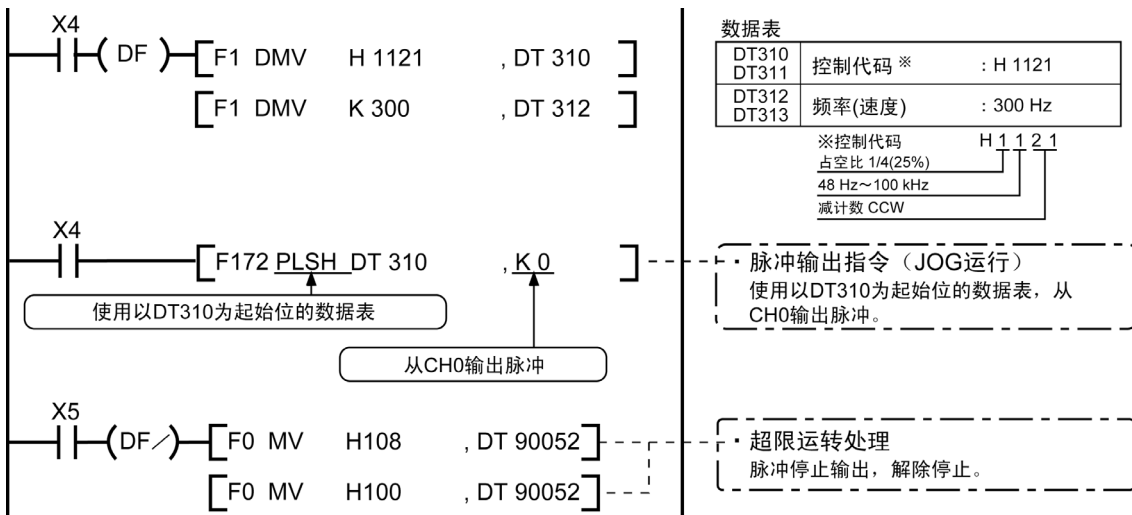 X4
( DF ) [F1 DMV H 1121 , DT 310 ]
[F1 DMV K 300 , DT 312 ]
数据表
DT310
DT311 控制代码 ※ : H 1121
DT312
DT313 频率(速度) : 300 Hz
※控制代码 H 1 1 2 1
占空比 1/4(25%)
48 Hz～100 kHz
减计数 CCW
X4
[F172 PLSH DT 310 , K 0 ]
使用以DT310为起始位的数据表
从CH0输出脉冲
・脉冲输出指令（JOG运行）
使用以DT310为起始位的数据表，从
CH0输出脉冲。
X5
(DF/) [F0 MV H108 , DT 90052]
[F0 MV H100 , DT 90052]
・超限运转处理
脉冲停止输出，解除停止。